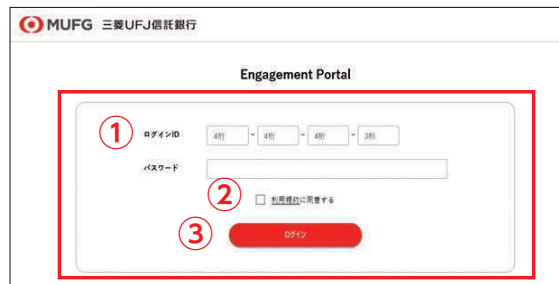 MUFG 三菱UFJ信託銀行
Engagement Portal
① ログインID 4桁 - 4桁 - 4桁 - 3桁
パスワード
② 利用規約に同意する
③ ログイン